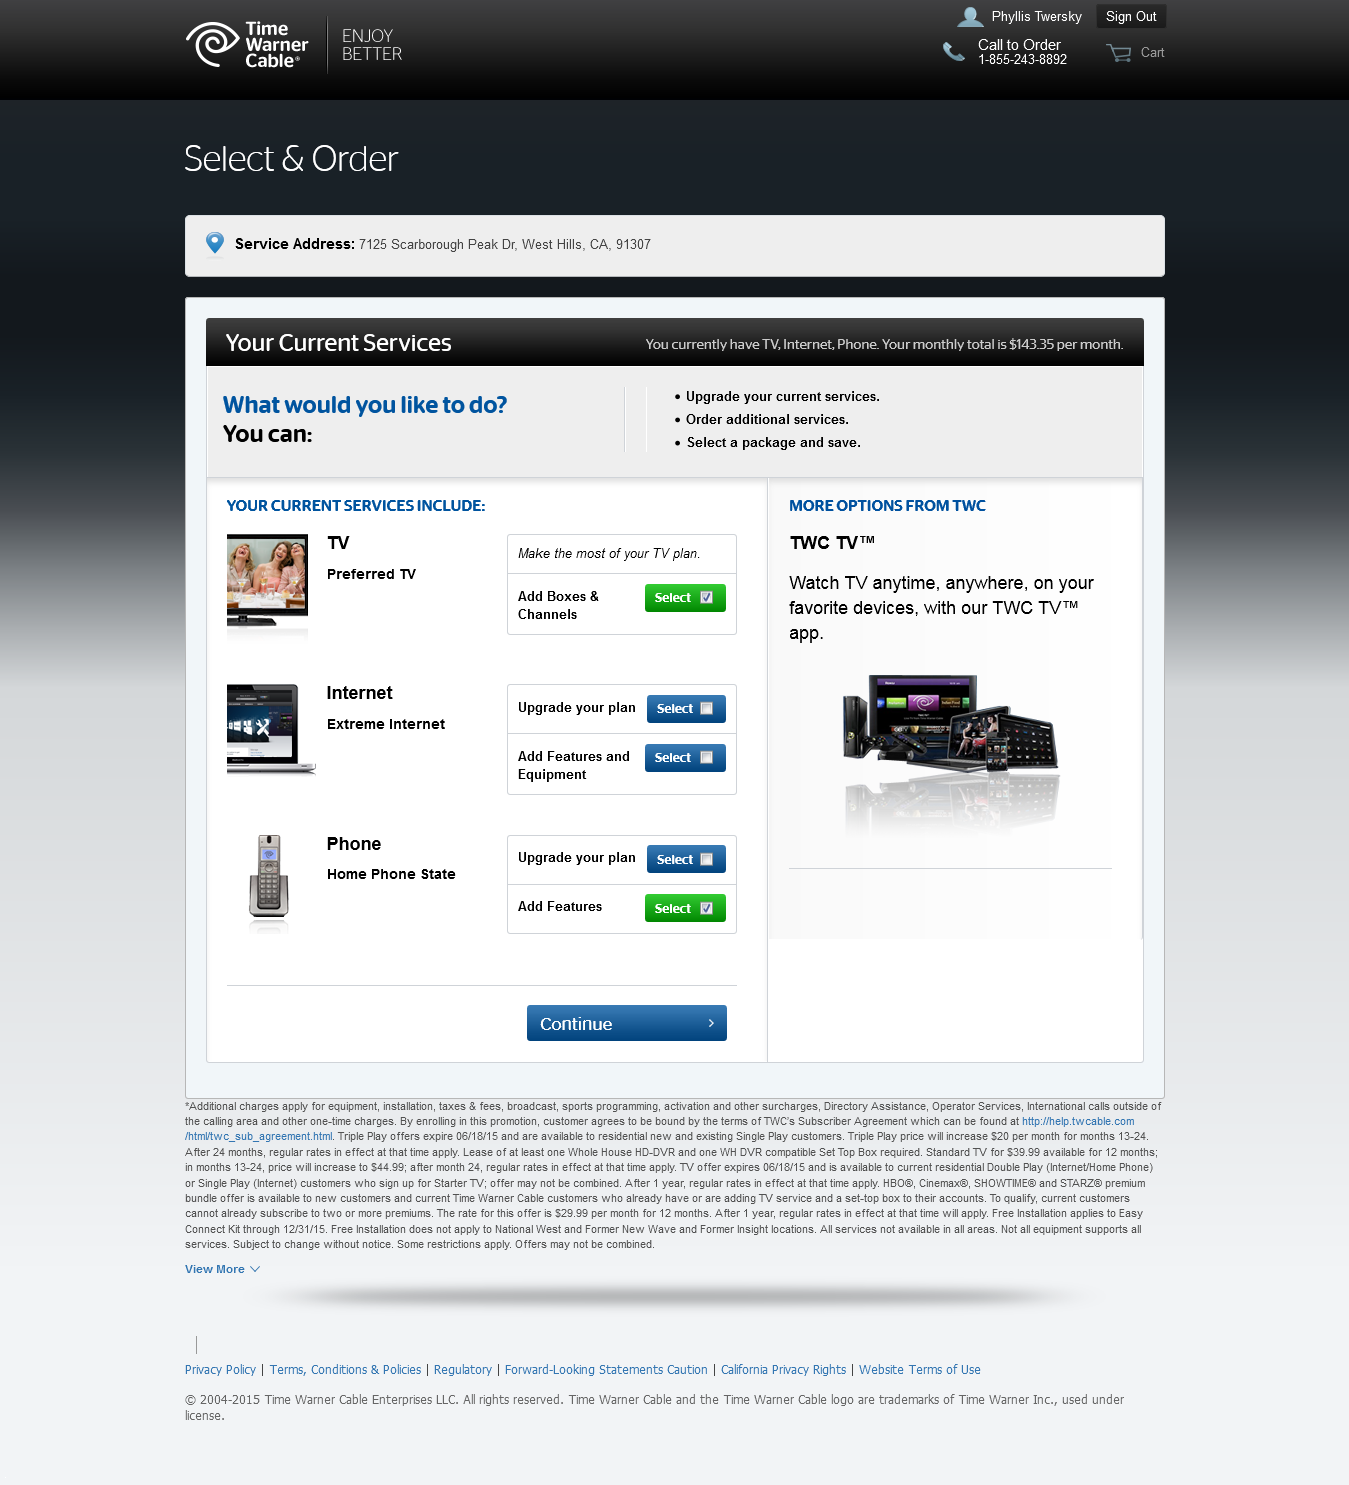 Phyllis Twersky
Sign Out
Time
Warner
Cable®
ENJOY
BETTER
Call to Order
1-855-243-8892
Cart
Select & Order
Service Address: 7125 Scarborough Peak Dr, West Hills, CA, 91307
Your Current Services
You currently have TV, Internet, Phone. Your monthly total is $143.35 per month.
What would you like to do?
You can:
• Upgrade your current services.
• Order additional services.
• Select a package and save.
YOUR CURRENT SERVICES INCLUDE:
TV
Preferred TV
Make the most of your TV plan.
Add Boxes &
Channels
Select
Internet
Extreme Internet
Upgrade your plan
Select
Add Features and
Equipment
Select
Phone
Home Phone State
Upgrade your plan
Select
Add Features
Select
Continue
MORE OPTIONS FROM TWC
TWC TV™
Watch TV anytime, anywhere, on your
favorite devices, with our TWC TV™
app.
*Additional charges apply for equipment, installation, taxes & fees, broadcast, sports programming, activation and other surcharges, Directory Assistance, Operator Services, International calls outside of
the calling area and other one-time charges. By enrolling in this promotion, customer agrees to be bound by the terms of TWC's Subscriber Agreement which can be found at http://help.twcable.com
/html/twc_sub_agreement.html. Triple Play offers expire 06/18/15 and are available to residential new and existing Single Play customers. Triple Play price will increase $20 per month for months 13-24.
After 24 months, regular rates in effect at that time apply. Lease of at least one Whole House HD-DVR and one WH DVR compatible Set Top Box required. Standard TV for $39.99 available for 12 months;
in months 13-24, price will increase to $44.99; after month 24, regular rates in effect at that time apply. TV offer expires 06/18/15 and is available to current residential Double Play (Internet/Home Phone)
or Single Play (Internet) customers who sign up for Starter TV; offer may not be combined. After 1 year, regular rates in effect at that time apply. HBO®, Cinemax®, SHOWTIME® and STARZ® premium
bundle offer is available to new customers and current Time Warner Cable customers who already have or are adding TV service and a set-top box to their accounts. To qualify, current customers
cannot already subscribe to two or more premiums. The rate for this offer is $29.99 per month for 12 months. After 1 year, regular rates in effect at that time will apply. Free Installation applies to Easy
Connect Kit through 12/31/15. Free Installation does not apply to National West and Former New Wave and Former Insight locations. All services not available in all areas. Not all equipment supports all
services. Subject to change without notice. Some restrictions apply. Offers may not be combined.
View More
Privacy Policy | Terms, Conditions & Policies | Regulatory | Forward-Looking Statements Caution | California Privacy Rights | Website Terms of Use
© 2004-2015 Time Warner Cable Enterprises LLC. All rights reserved. Time Warner Cable and the Time Warner Cable logo are trademarks of Time Warner Inc., used under
license.